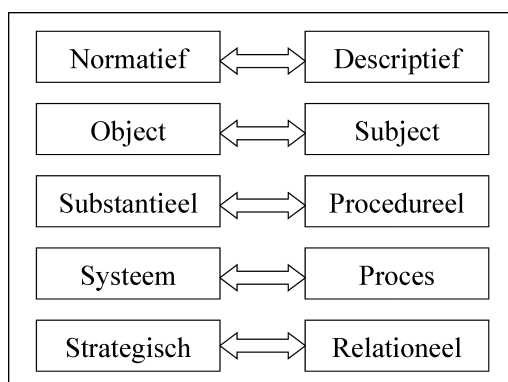 Normatief Descriptief
Object Subject
Substantieel Procedureel
Systeem Proces
Strategisch Relationeel